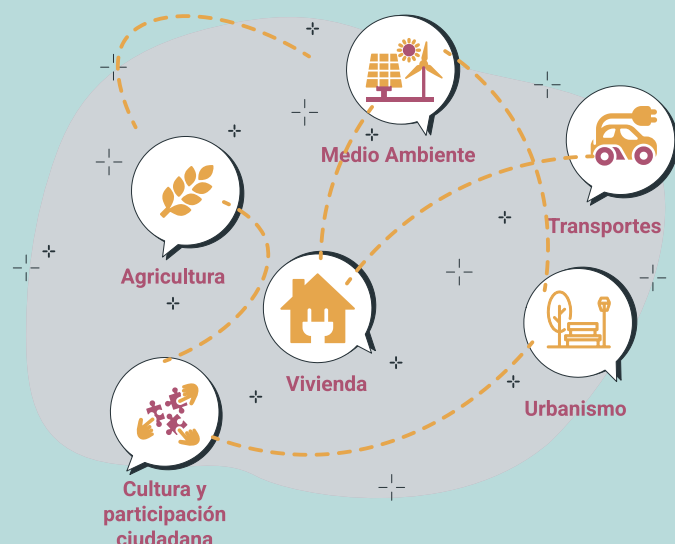 Medio Ambiente
Transportes
Agricultura
Vivienda
Urbanismo
Cultura y
participación
ciudadana